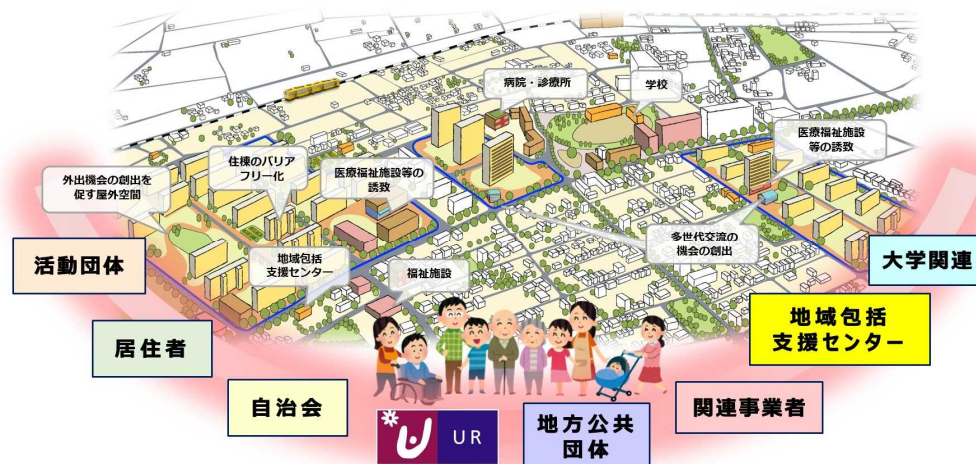 病院・診療所
学校
医療福祉施設
等の誘致
住棟のバリア
フリー化
医療福祉施設等の
誘致
外出機会の創出を
促す屋外空間
多世代交流の
機会の創出
地域包括
支援センター
福祉施設
活動団体
大学関連
居住者
地域包括
支援センター
自治会
UR
地方公共
団体
関連事業者